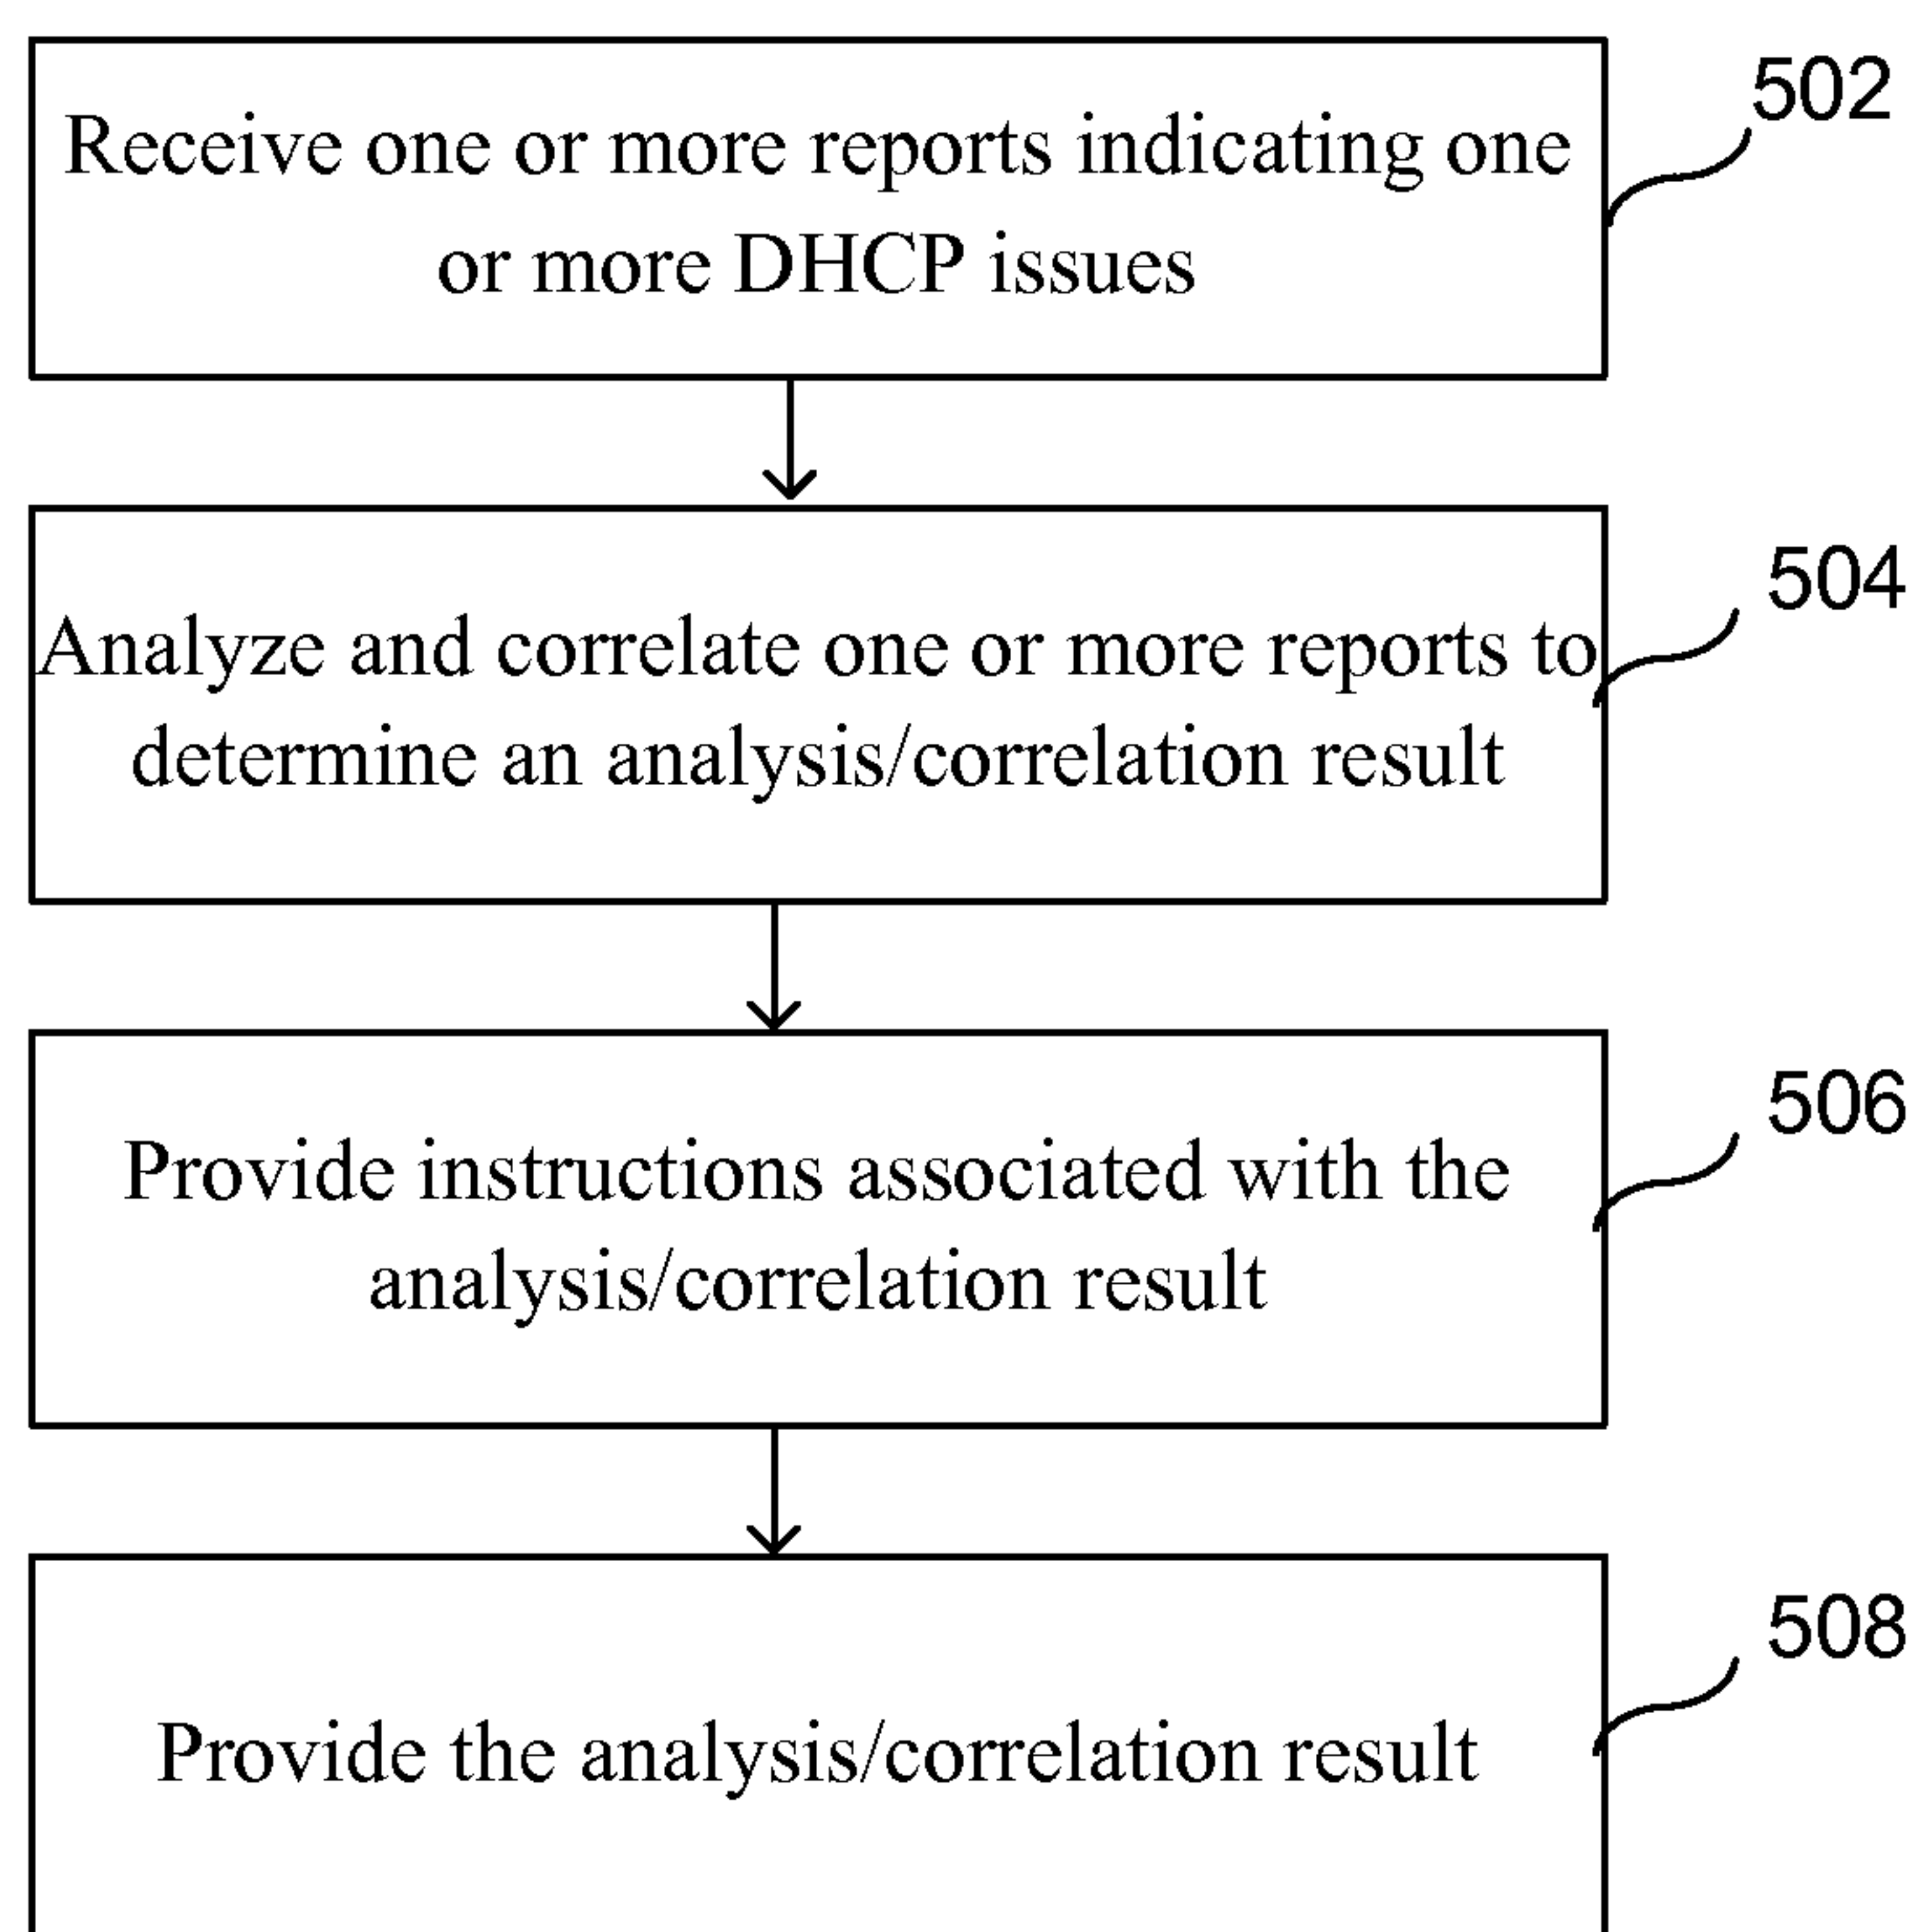 502
Receive one or more reports indicating one
or more DHCP issues
504
Analyze and correlate one or more reports to
determine an analysis/correlation result
506
Provide instructions associated with the
analysis/correlation result
508
Provide the analysis/correlation result